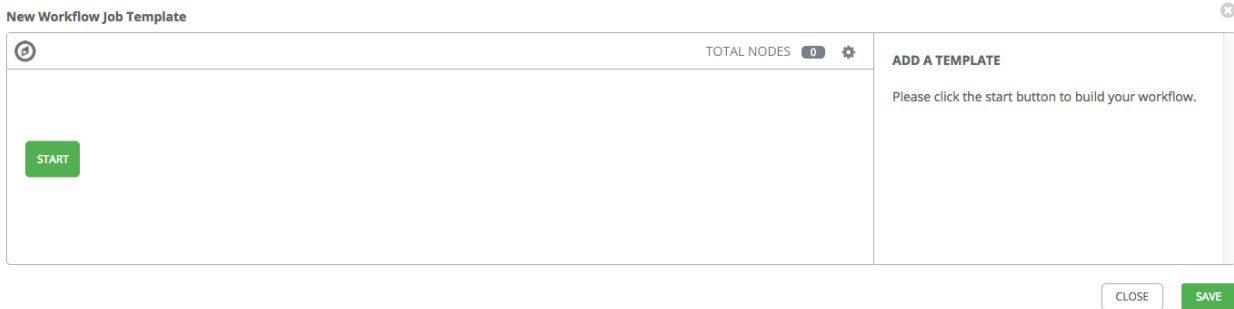 New Workflow Job Template
TOTAL NODES 0
ADD A TEMPLATE
Please click the start button to build your workflow.
START
CLOSE
SAVE